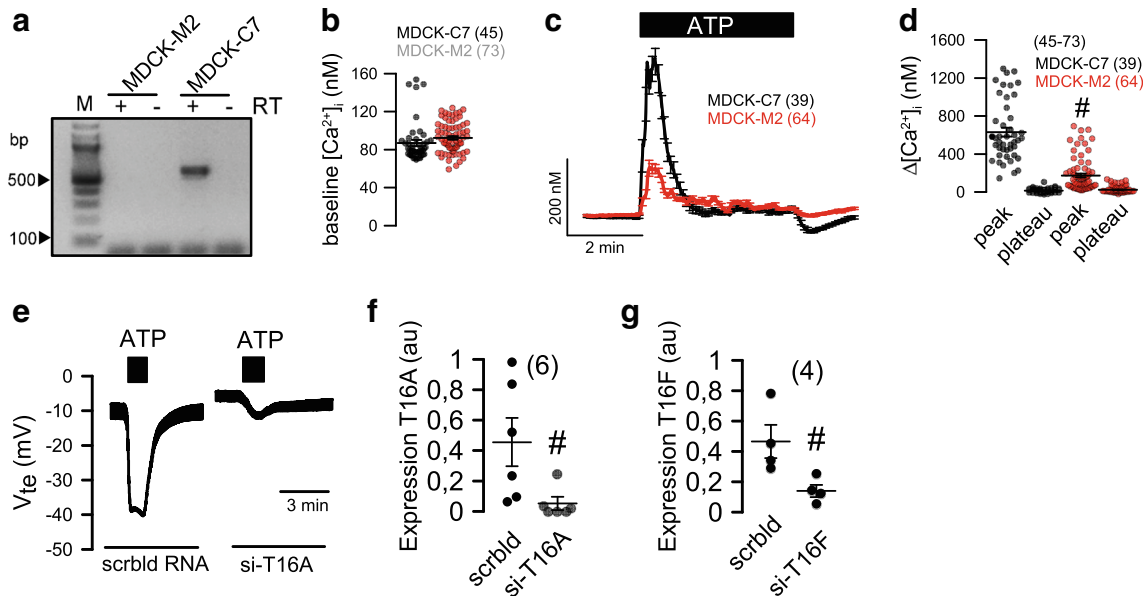 a
MDCK-M2
MDCK-C7
M + - + - RT
bp
500
100
b
MDCK-C7 (45)
MDCK-M2 (73)
baseline [Ca²⁺]ᵢ (nM)
160
120
80
40
0
c
ATP
MDCK-C7 (39)
MDCK-M2 (64)
200 nM
2 min
d
(45-73)
MDCK-C7 (39)
MDCK-M2 (64)
#
Δ[Ca²⁺]ᵢ (nM)
1600
1200
800
400
0
peak
plateau
peak
plateau
e
ATP ATP
Vte (mV)
0
-10
-20
-30
-40
-50
3 min
scrbld RNA si-T16A
f
Expression T16A (au)
(6)
1
0,8
0,6
0,4
0,2
0
#
scrbld
si-T16A
g
Expression T16F (au)
(4)
1
0,8
0,6
0,4
0,2
0
#
scrbld
si-T16F